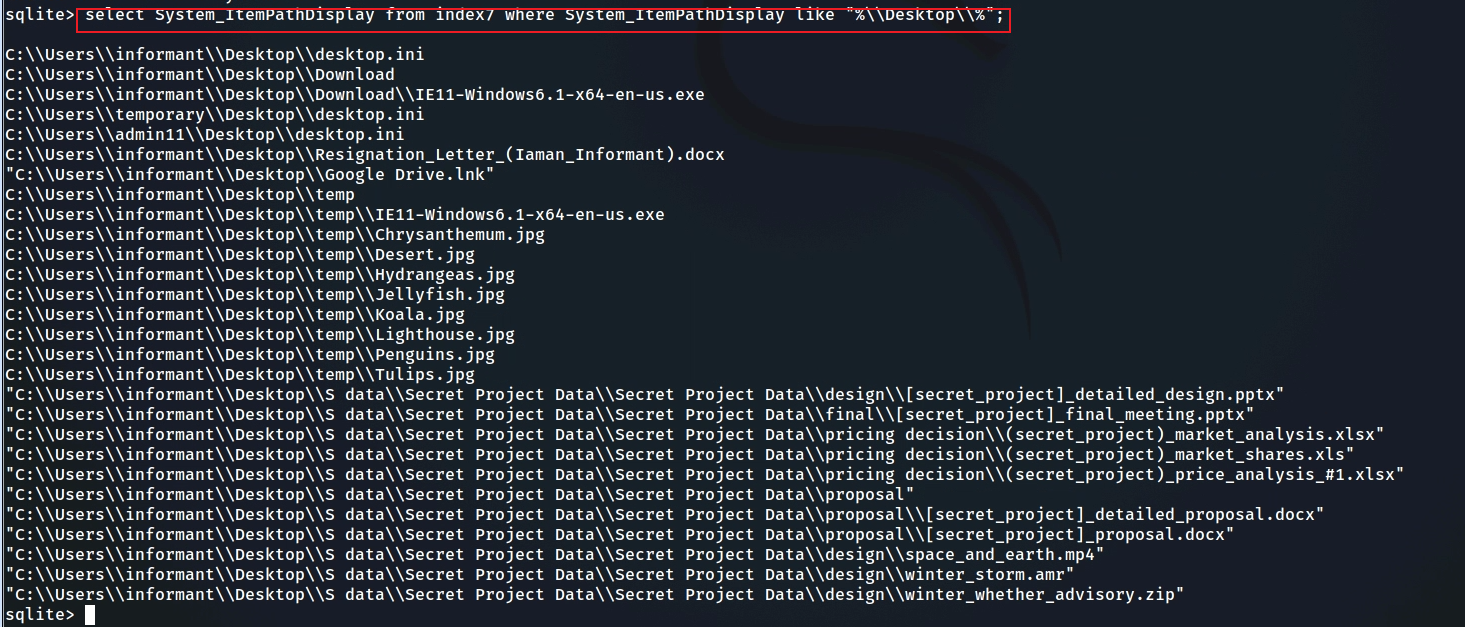 sqlite> select System_ItemPathDisplay from index7 where System_ItemPathDisplay like "%\\Desktop\\%";
C:\\Users\\informant\\Desktop\\desktop.ini
C:\\Users\\informant\\Desktop\\Download
C:\\Users\\informant\\Desktop\\Download\\IE11-Windows6.1-x64-en-us.exe
C:\\Users\\temporary\\Desktop\\desktop.ini
C:\\Users\\admin11\\Desktop\\desktop.ini
C:\\Users\\informant\\Desktop\\Resignation_Letter_(Iaman_Informant).docx
"C:\\Users\\informant\\Desktop\\Google Drive.lnk"
C:\\Users\\informant\\Desktop\\temp
C:\\Users\\informant\\Desktop\\temp\\IE11-Windows6.1-x64-en-us.exe
C:\\Users\\informant\\Desktop\\temp\\Chrysanthemum.jpg
C:\\Users\\informant\\Desktop\\temp\\Desert.jpg
C:\\Users\\informant\\Desktop\\temp\\Hydrangeas.jpg
C:\\Users\\informant\\Desktop\\temp\\Jellyfish.jpg
C:\\Users\\informant\\Desktop\\temp\\Koala.jpg
C:\\Users\\informant\\Desktop\\temp\\Lighthouse.jpg
C:\\Users\\informant\\Desktop\\temp\\Penguins.jpg
C:\\Users\\informant\\Desktop\\temp\\Tulips.jpg
"C:\\Users\\informant\\Desktop\\S data\\Secret Project Data\\Secret Project Data\\design\\[secret_project]_detailed_design.pptx"
"C:\\Users\\informant\\Desktop\\S data\\Secret Project Data\\Secret Project Data\\final\\[secret_project]_final_meeting.pptx"
"C:\\Users\\informant\\Desktop\\S data\\Secret Project Data\\Secret Project Data\\pricing decision\\(secret_project)_market_analysis.xlsx"
"C:\\Users\\informant\\Desktop\\S data\\Secret Project Data\\Secret Project Data\\pricing decision\\(secret_project)_market_shares.xls"
"C:\\Users\\informant\\Desktop\\S data\\Secret Project Data\\Secret Project Data\\pricing decision\\(secret_project)_price_analysis_#1.xlsx"
"C:\\Users\\informant\\Desktop\\S data\\Secret Project Data\\Secret Project Data\\proposal"
"C:\\Users\\informant\\Desktop\\S data\\Secret Project Data\\Secret Project Data\\proposal\\[secret_project]_detailed_proposal.docx"
"C:\\Users\\informant\\Desktop\\S data\\Secret Project Data\\Secret Project Data\\proposal\\[secret_project]_proposal.docx"
"C:\\Users\\informant\\Desktop\\S data\\Secret Project Data\\Secret Project Data\\design\\space_and_earth.mp4"
"C:\\Users\\informant\\Desktop\\S data\\Secret Project Data\\Secret Project Data\\design\\winter_storm.amr"
"C:\\Users\\informant\\Desktop\\S data\\Secret Project Data\\Secret Project Data\\design\\winter_whether_advisory.zip"
sqlite>